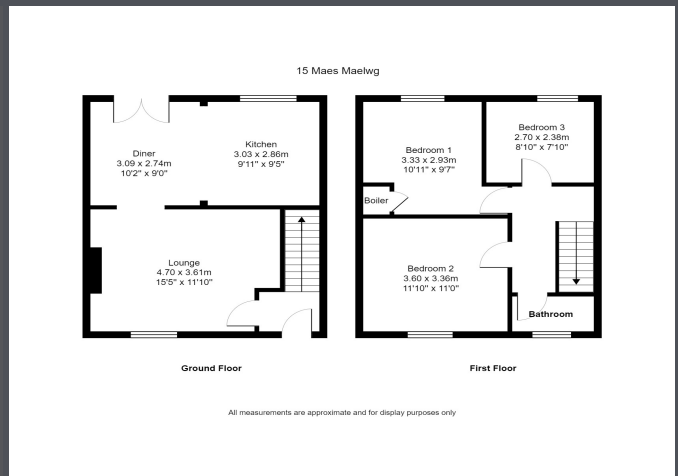 15 Maes Maelwg
Diner
3.09 x 2.74m
10'2" x 9'0"
Kitchen
3.03 x 2.86m
9'11" x 9'5"
Lounge
4.70 x 3.61m
15'5" x 11'10"
Bedroom 1
3.33 x 2.93m
10'11" x 9'7"
Bedroom 3
2.70 x 2.38m
8'10" x 7'10"
Boiler
Bedroom 2
3.60 x 3.36m
11'10" x 11'0"
Bathroom
Ground Floor
First Floor
All measurements are approximate and for display purposes only